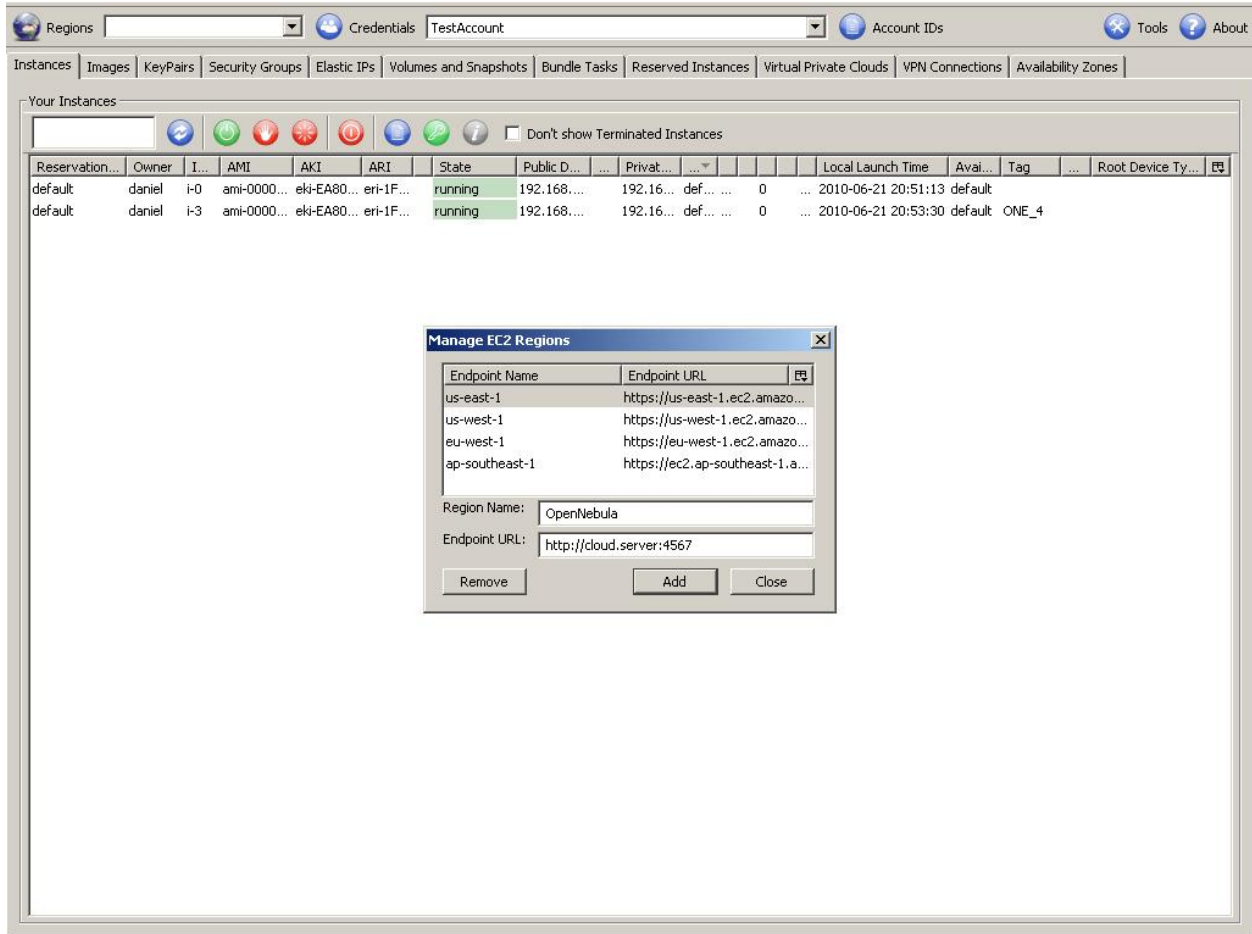 Regions Credentials TestAccount Account IDs Tools About
Instances Images KeyPairs Security Groups Elastic IPs Volumes and Snapshots Bundle Tasks Reserved Instances Virtual Private Clouds VPN Connections Availability Zones
Your Instances
Don't show Terminated Instances
Reservation... Owner I... AMI AKI ARI State Public D... ... Privat... ... Local Launch Time Avai... Tag ... Root Device Ty...
default daniel i-0 ami-0000... eki-EA80... eri-1F... running 192.168.... 192.16... def... ... 0 ... 2010-06-21 20:51:13 default
default daniel i-3 ami-0000... eki-EA80... eri-1F... running 192.168.... 192.16... def... ... 0 ... 2010-06-21 20:53:30 default ONE_4
Manage EC2 Regions
Endpoint Name Endpoint URL
us-east-1 https://us-east-1.ec2.amazo...
us-west-1 https://us-west-1.ec2.amazo...
eu-west-1 https://eu-west-1.ec2.amazo...
ap-southeast-1 https://ec2.ap-southeast-1.a...
Region Name: OpenNebula
Endpoint URL: http://cloud.server:4567
Remove Add Close